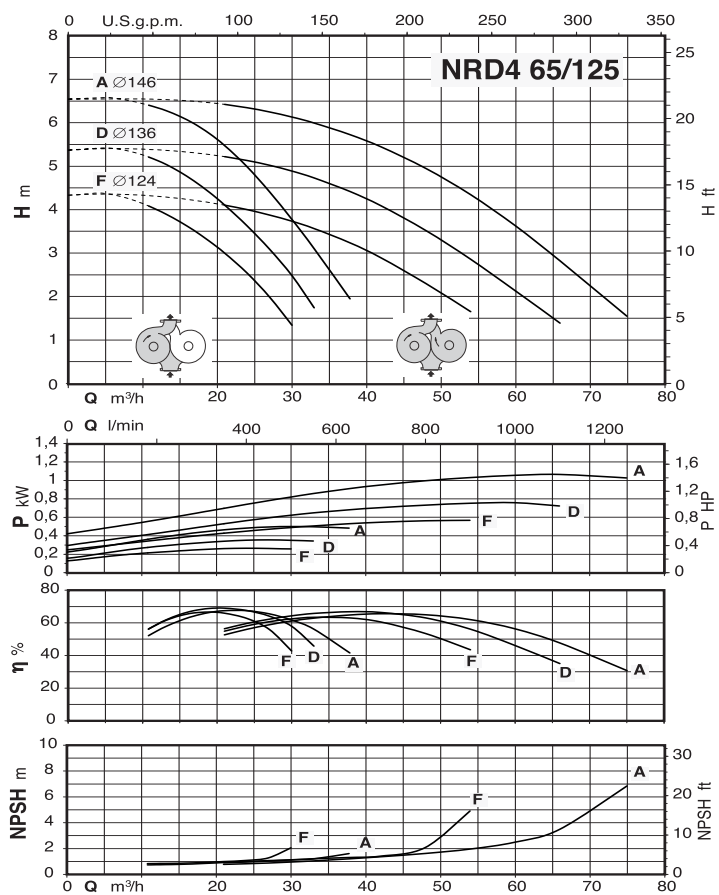 0 U.S.g.p.m. 100 150 200 250 300 350
NRD4 65/125
8
7
6
5
4
3
2
1
0
H m
25
20
15
10
5
0
H ft
A ∅146
D ∅136
F ∅124
0 Q m³/h 20 30 40 50 60 70 80
0 Q l/min 400 600 800 1000 1200
1,4
1,2
1
0,8
0,6
0,4
0,2
0
P kW
1,6
1,2
0,8
0,4
0
P HP
A
D
F
A
D
F
80
60
40
20
0
η %
F
D
A
F
D
A
10
8
6
4
2
0
NPSH m
30
20
10
0
NPSH ft
A
F
F
A
0 Q m³/h 20 30 40 50 60 70 80